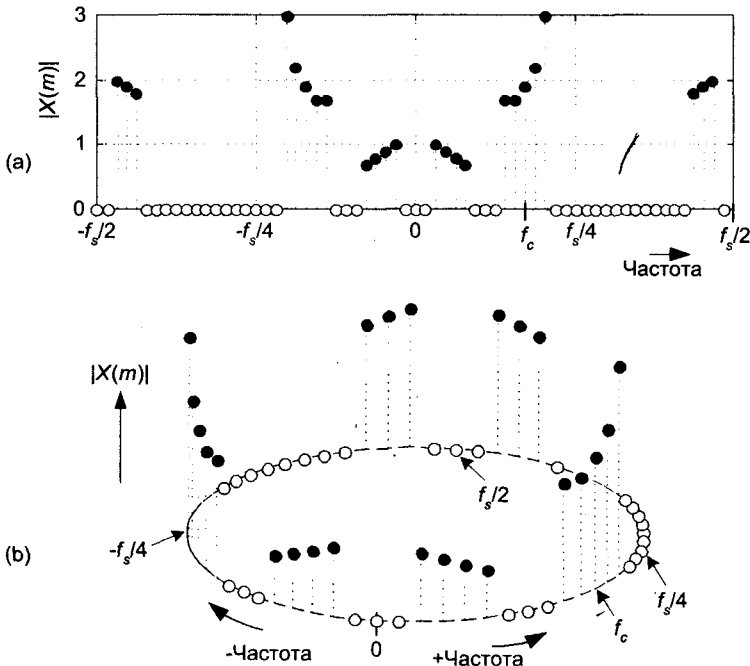 (a)
|X(m)|
3
2
1
0
-fs/2
-fs/4
0
fc
fs/4
fs/2
Частота
(b)
|X(m)|
fs/2
-fs/4
fs/4
fc
-Частота
0
+Частота